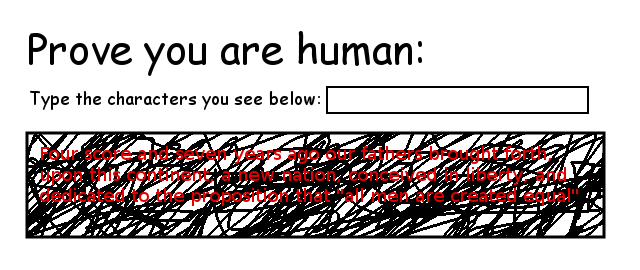 Prove you are human:
Type the characters you see below:
Four score and seven years ago our fathers brought forth,
upon this continent, a new nation, conceived in liberty, and
dedicated to the proposition that "all men are created equal"